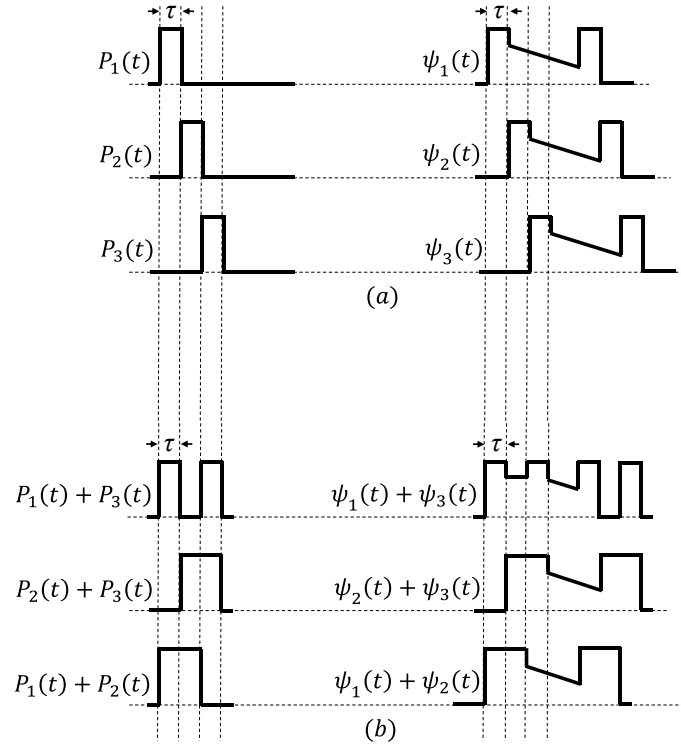 τ τ
P₁(t) ψ₁(t)
P₂(t) ψ₂(t)
P₃(t) ψ₃(t)
(a)
τ τ
P₁(t) + P₃(t) ψ₁(t) + ψ₃(t)
P₂(t) + P₃(t) ψ₂(t) + ψ₃(t)
P₁(t) + P₂(t) ψ₁(t) + ψ₂(t)
(b)